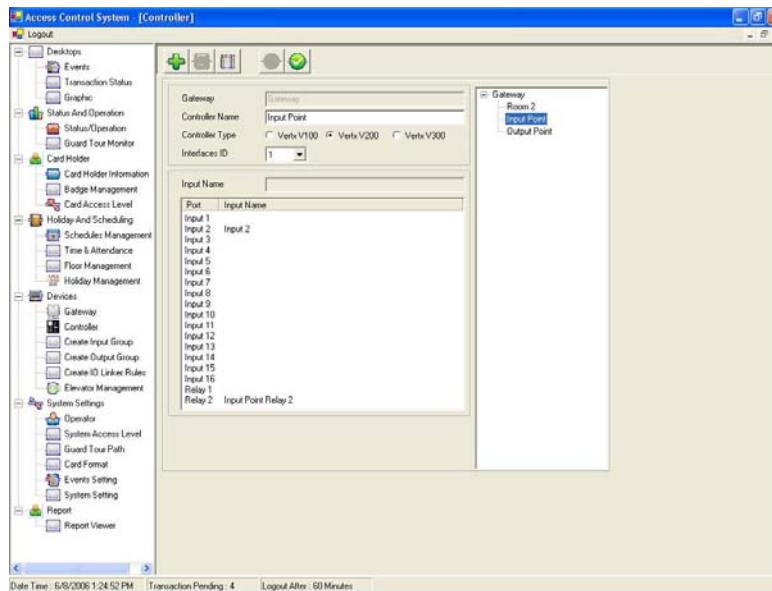 Access Control System - [Controller]
Logout
Desktops
Events
Transaction Status
Graphic
Status And Operation
Status/Operation
Guard Tour Monitor
Card Holder
Card Holder Information
Badge Management
Card Access Level
Holiday And Scheduling
Schedules Management
Time & Attendance
Floor Management
Holiday Management
Devices
Gateway
Controller
Create Input Group
Create Output Group
Create IO Linker Rules
Elevator Management
System Settings
Operator
System Access Level
Guard Tour Path
Card Format
Events Setting
System Setting
Report
Report Viewer
Gateway Gateway
Controller Name Input Point
Controller Type Vertx V100 Vertx V200 Vertx V300
Interfaces ID 1
Input Name
Port Input Name
Input 1
Input 2 Input 2
Input 3
Input 4
Input 5
Input 6
Input 7
Input 8
Input 9
Input 10
Input 11
Input 12
Input 13
Input 14
Input 15
Input 16
Relay 1
Relay 2 Input Point Relay 2
Gateway
Room 2
Input Point
Output Point
Date Time : 6/8/2006 1:24:52 PM Transaction Pending : 4 Logout After : 60 Minutes